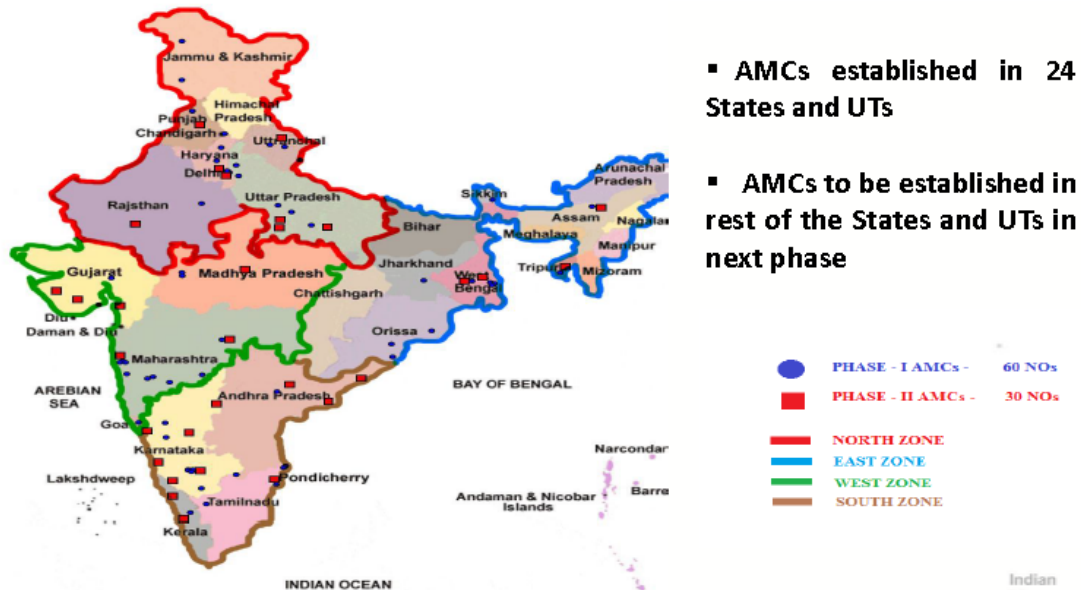 Jammu & Kashmir
Himachal
Pradesh
Punjab
Chandigarh
Uttranchal
Haryana
Delhi
Rajsthan
Uttar Pradesh
Sikkim
Arunachal
Pradesh
Assam
Nagalan
Meghalaya
Manipur
Tripura
Mizoram
Bihar
Jharkhand
West
Bengal
Gujarat
Madhya Pradesh
Chattishgarh
Diu
Daman & Diu
Orissa
Maharashtra
AREBIAN
SEA
BAY OF BENGAL
Andhra Pradesh
Goa
Karnataka
Lakshdweep
Pondicherry
Tamilnadu
Kerala
Narcondar
Barre
Andaman & Nicobar
Islands
INDIAN OCEAN
▪ AMCs established in 24
States and UTs
▪ AMCs to be established in
rest of the States and UTs in
next phase
PHASE - I AMCs - 60 NOs
PHASE - II AMCs - 30 NOs
NORTH ZONE
EAST ZONE
WEST ZONE
SOUTH ZONE
Indian